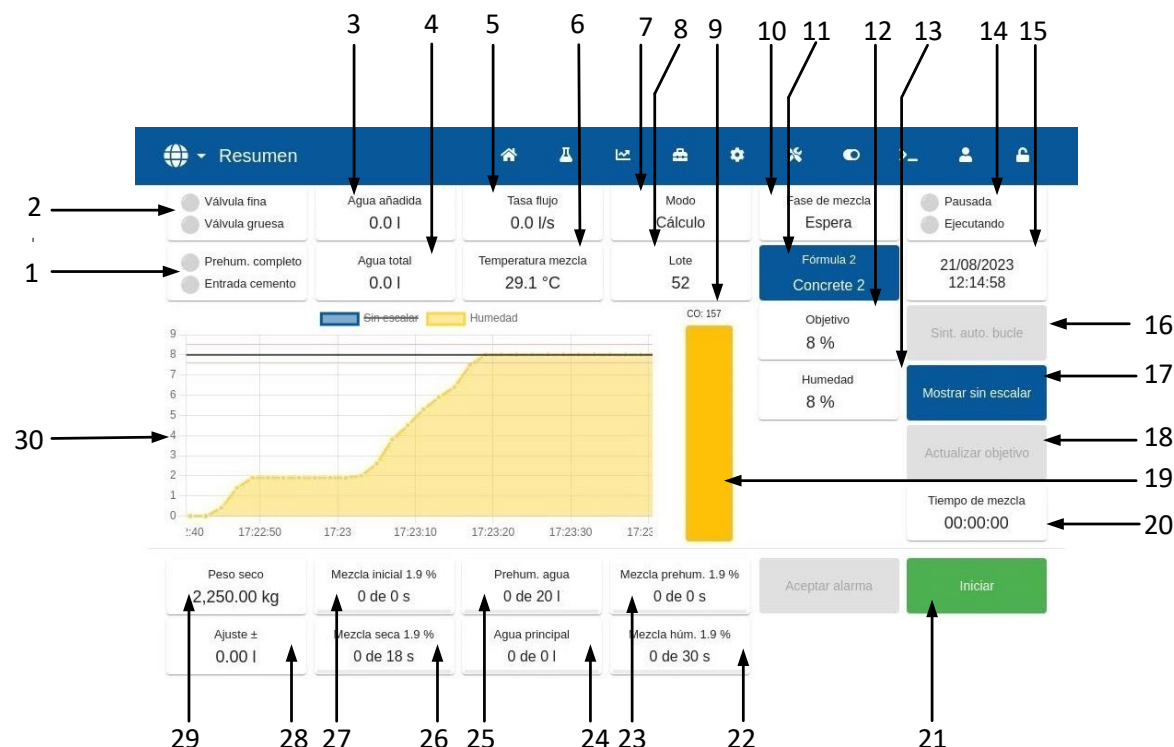 3 4 5 6 7 8 9 10 11 12 13 14 15
Resumen
2
Válvula fina
Válvula gruesa
Agua añadida
0.0 l
Tasa flujo
0.0 l/s
Modo
Cálculo
Fase de mezcla
Espera
Pausada
Ejecutando
1
Prehum. completo
Entrada cemento
Agua total
0.0 l
Temperatura mezcla
29.1 °C
Lote
52
Fórmula 2
Concrete 2
21/08/2023
12:14:58
Sin escalar
Humedad
CO: 157
Objetivo
8 %
Sint. auto. bucle
16
Humedad
8 %
Mostrar sin escalar
17
Actualizar objetivo
18
19
Tiempo de mezcla
00:00:00
20
30
9
8
7
6
5
4
3
2
1
0
:40 17:22:50 17:23 17:23:10 17:23:20 17:23:30 17:23
Peso seco
2,250.00 kg
Mezcla inicial 1.9 %
0 de 0 s
Prehum. agua
0 de 20 l
Mezcla prehum. 1.9 %
0 de 0 s
Aceptar alarma
Iniciar
Ajuste ±
0.00 l
Mezcla seca 1.9 %
0 de 18 s
Agua principal
0 de 0 l
Mezcla húm. 1.9 %
0 de 30 s
29 28 27 26 25 24 23 22 21